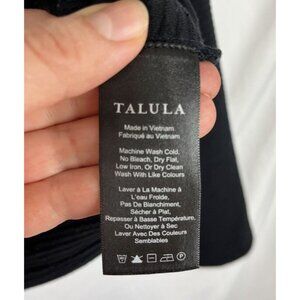 TALULA
Made in Vietnam
Fabriqué au Vietnam
Machine Wash Cold,
No Bleach, Dry Flat,
Low Iron, Or Dry Clean
Wash With Like Colours
Laver à La Machine à
L'eau Froide,
Pas De Blanchiment,
Sécher à Plat,
Repasser à Basse Température,
Ou Nettoyer à Sec
Laver Avec Des Couleurs
Semblables